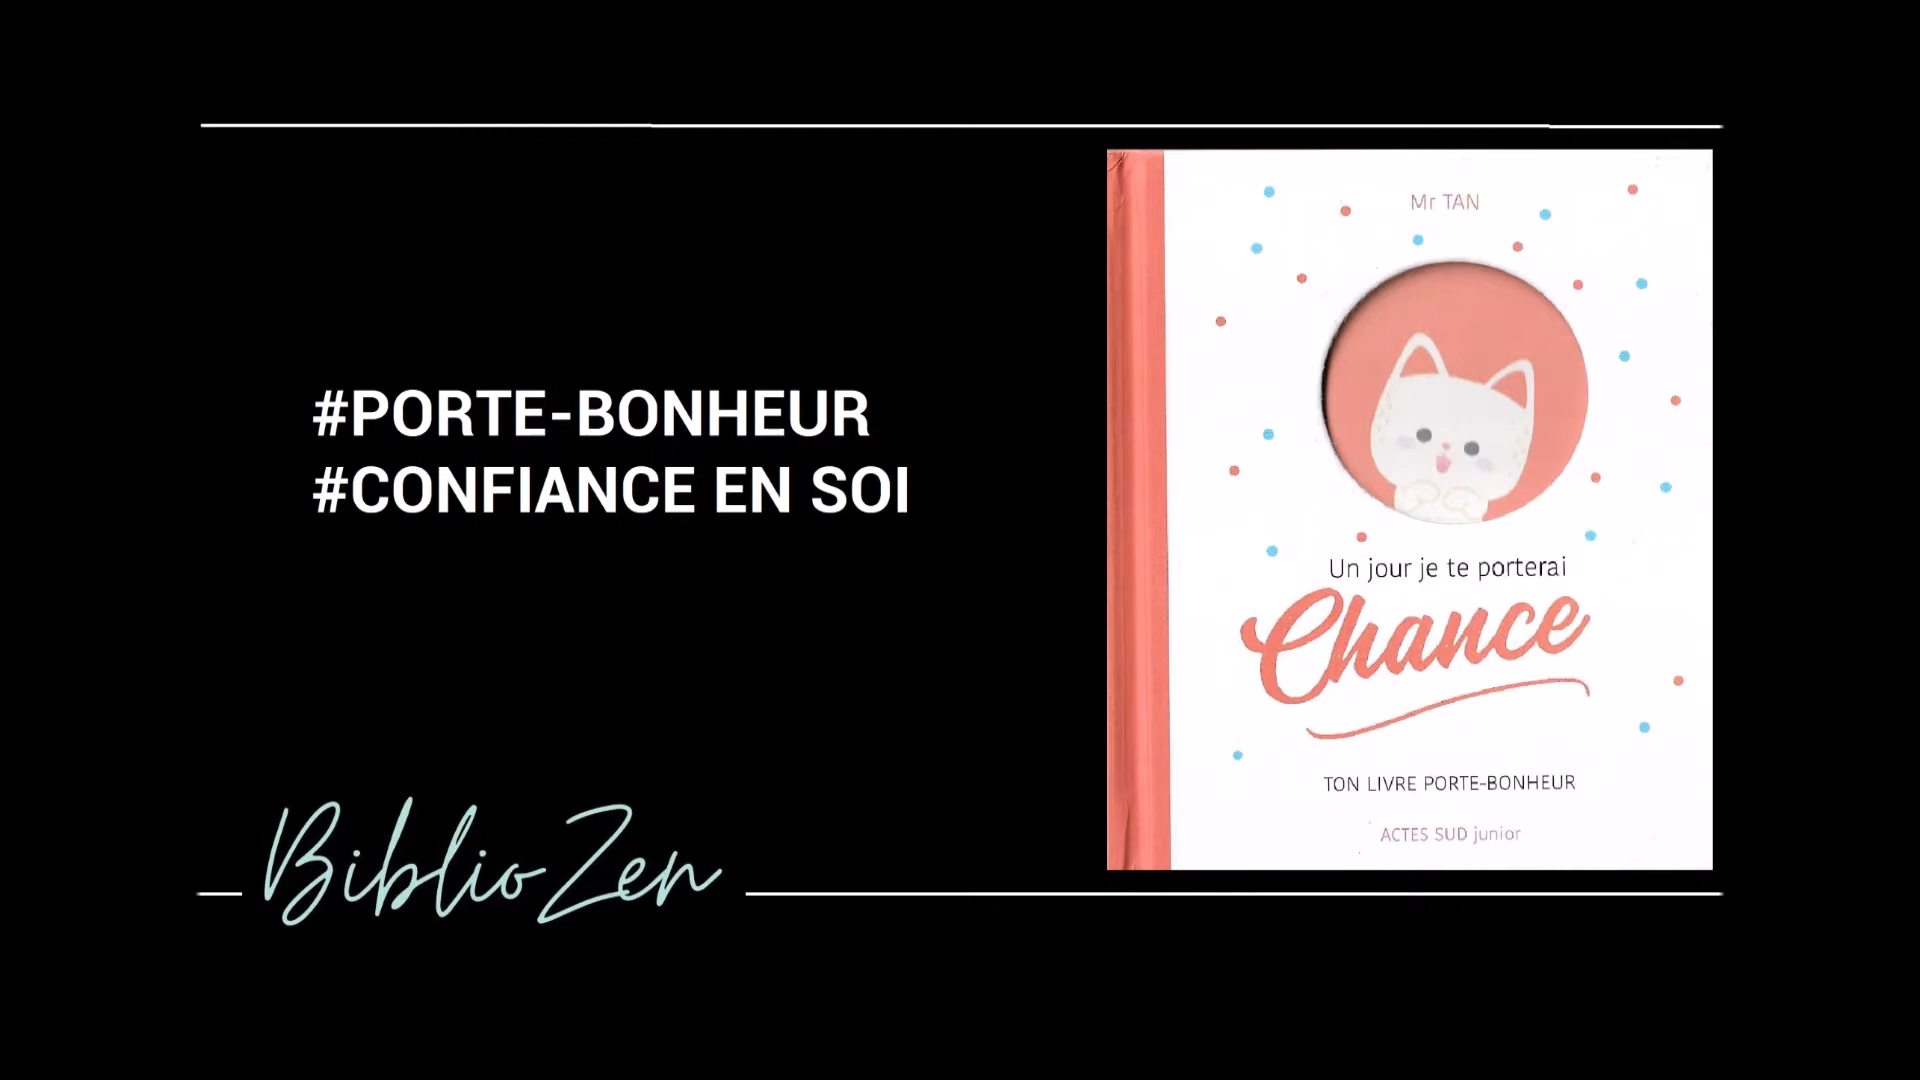 #PORTE-BONHEUR
#CONFIANCE EN SOI
BiblioZen
Mr TAN
Un jour je te porterai
Chance
TON LIVRE PORTE-BONHEUR
ACTES SUD junior